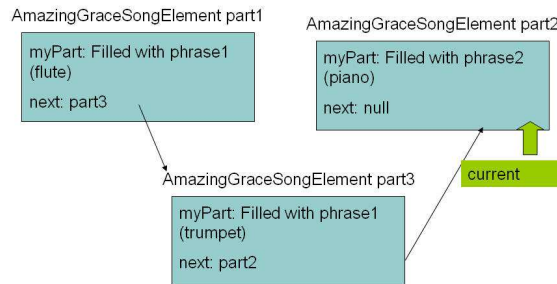 AmazingGraceSongElement part1
myPart: Filled with phrase1
(flute)
next: part3
AmazingGraceSongElement part2
myPart: Filled with phrase2
(piano)
next: null
current
AmazingGraceSongElement part3
myPart: Filled with phrase1
(trumpet)
next: part2